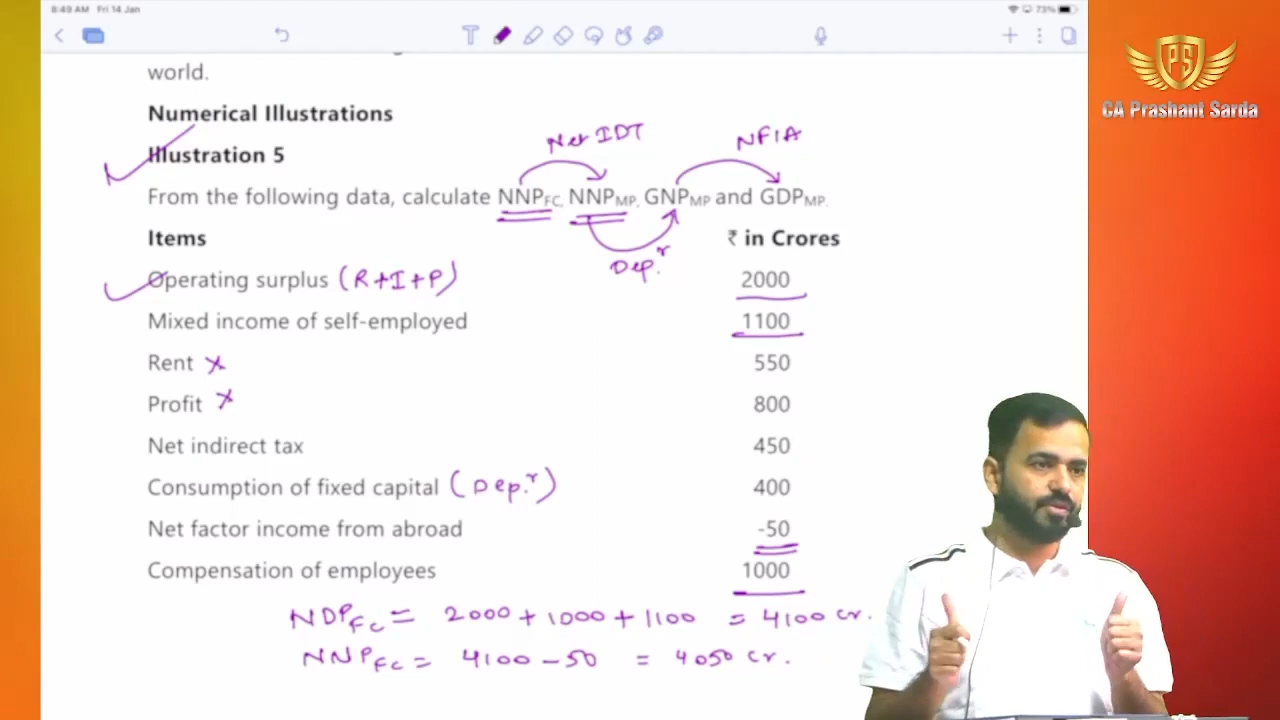 8:49 AM Fri 14 Jan 73%
PS
CA Prashant Sarda
world.
Numerical Illustrations
Net IDT NFIA
Illustration 5
From the following data, calculate NNPFC, NNPMP, GNPMP and GDPMP.
Items ₹ in Crores
Dep.r
Operating surplus (R+I+P) 2000
Mixed income of self-employed 1100
Rent x 550
Profit x 800
Net indirect tax 450
Consumption of fixed capital (Dep.r) 400
Net factor income from abroad -50
Compensation of employees 1000
NDPFC = 2000 + 1000 + 1100 = 4100 cr.
NNPFC = 4100 - 50 = 4050 cr.